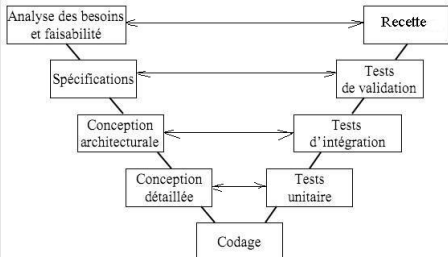 Analyse des besoins
et faisabilité
Recette
Spécifications
Tests
de validation
Conception
architecturale
Tests
d'intégration
Conception
détaillée
Tests
unitaire
Codage